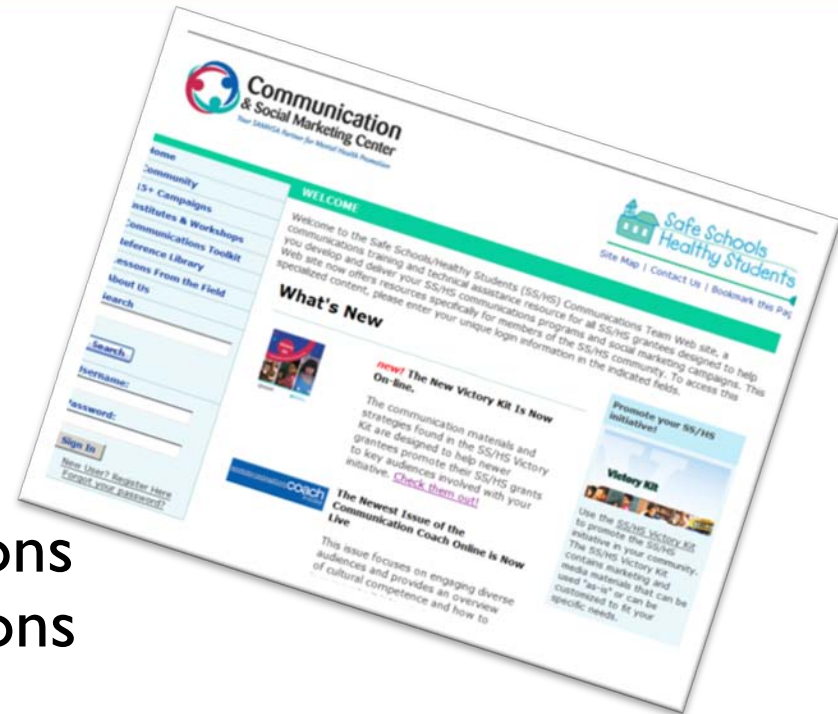 Communication
& Social Marketing Center
Your SAMHSA Partner for Mental Health Promotion
Safe Schools
Healthy Students
Site Map | Contact Us | Bookmark this Pag
ome
ommunity
5+ Campaigns
nstitutes & Workshops
ommunications Toolkit
eference Library
essons From the Field
bout Us
earch
Search
sername:
assword:
Sign In
New User? Register Here
Forgot your password?
WELCOME
Welcome to the Safe Schools/Healthy Students (SS/HS) Communications Team Web site, a
communications training and technical assistance resource for all SS/HS grantees designed to help
you develop and deliver your SS/HS communications programs and social marketing campaigns. This
Web site now offers resources specifically for members of the SS/HS community. To access this
specialized content, please enter your unique login information in the indicated fields.
What's New
new! The New Victory Kit Is Now
On-line.
The communication materials and
strategies found in the SS/HS Victory
Kit are designed to help newer
grantees promote their SS/HS grants
to key audiences involved with your
initiative. Check them out!
coach
The Newest Issue of the
Communication Coach Online is Now
Live
This issue focuses on engaging diverse
audiences and provides an overview
of cultural competence and how to
Promote your SS/HS
initiative!
Victory Kit
Use the SS/HS Victory Kit
to promote the SS/HS
initiative in your community.
The SS/HS Victory Kit
contains marketing and
media materials that can be
used "as-is" or can be
customized to fit your
specific needs.
ons
ons